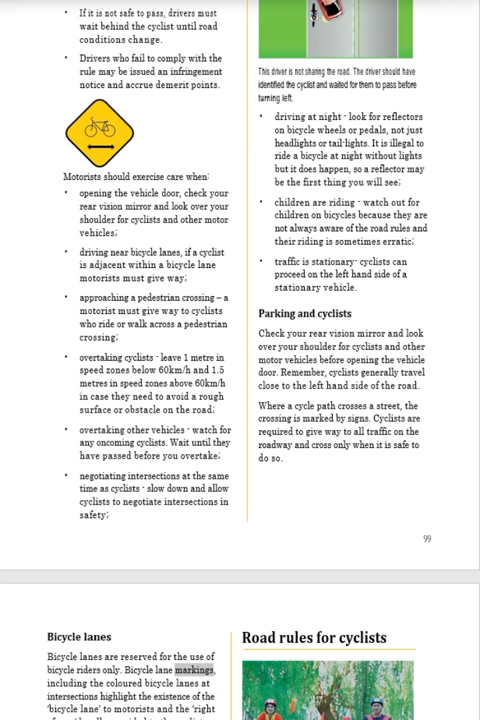 • If it is not safe to pass, drivers must
wait behind the cyclist until road
conditions change.
• Drivers who fail to comply with the
rule may be issued an infringement
notice and accrue demerit points.
Motorists should exercise care when:
• opening the vehicle door, check your
rear vision mirror and look over your
shoulder for cyclists and other motor
vehicles;
• driving near bicycle lanes, if a cyclist
is adjacent within a bicycle lane
motorists must give way;
• approaching a pedestrian crossing – a
motorist must give way to cyclists
who ride or walk across a pedestrian
crossing;
• overtaking cyclists - leave 1 metre in
speed zones below 60km/h and 1.5
metres in speed zones above 60km/h
in case they need to avoid a rough
surface or obstacle on the road;
• overtaking other vehicles - watch for
any oncoming cyclists. Wait until they
have passed before you overtake;
• negotiating intersections at the same
time as cyclists - slow down and allow
cyclists to negotiate intersections in
safety;
This driver is not sharing the road. The driver should have
identified the cyclist and waited for them to pass before
turning left.
• driving at night - look for reflectors
on bicycle wheels or pedals, not just
headlights or tail-lights. It is illegal to
ride a bicycle at night without lights
but it does happen, so a reflector may
be the first thing you will see;
• children are riding - watch out for
children on bicycles because they are
not always aware of the road rules and
their riding is sometimes erratic;
• traffic is stationary- cyclists can
proceed on the left hand side of a
stationary vehicle.
Parking and cyclists
Check your rear vision mirror and look
over your shoulder for cyclists and other
motor vehicles before opening the vehicle
door. Remember, cyclists generally travel
close to the left hand side of the road.
Where a cycle path crosses a street, the
crossing is marked by signs. Cyclists are
required to give way to all traffic on the
roadway and cross only when it is safe to
do so.
99
Bicycle lanes
Bicycle lanes are reserved for the use of
bicycle riders only. Bicycle lane markings,
including the coloured bicycle lanes at
intersections highlight the existence of the
'bicycle lane' to motorists and the 'right
Road rules for cyclists